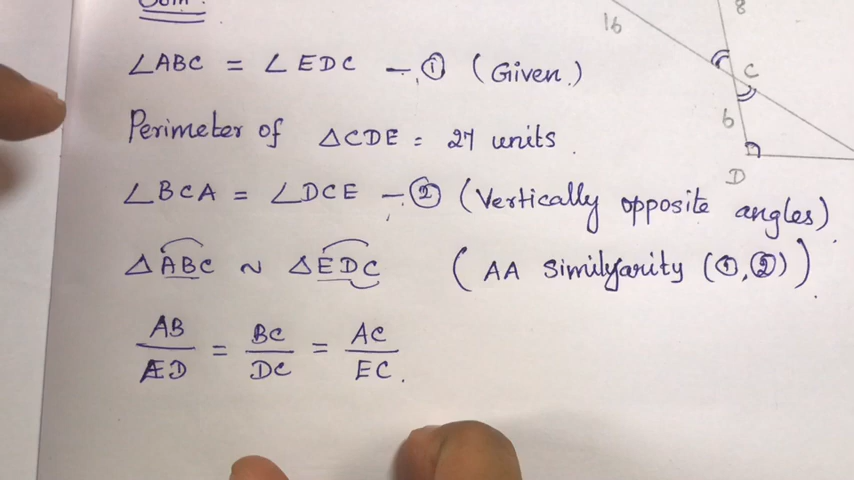 Soln
8
16
∠ABC = ∠EDC — ① (Given)
C
Perimeter of △CDE = 27 units.
6
D
∠BCA = ∠DCE — ② (Vertically opposite angles).
△ABC ~ △EDC (AA Similyarity (①,②)).
AB/ED = BC/DC = AC/EC.